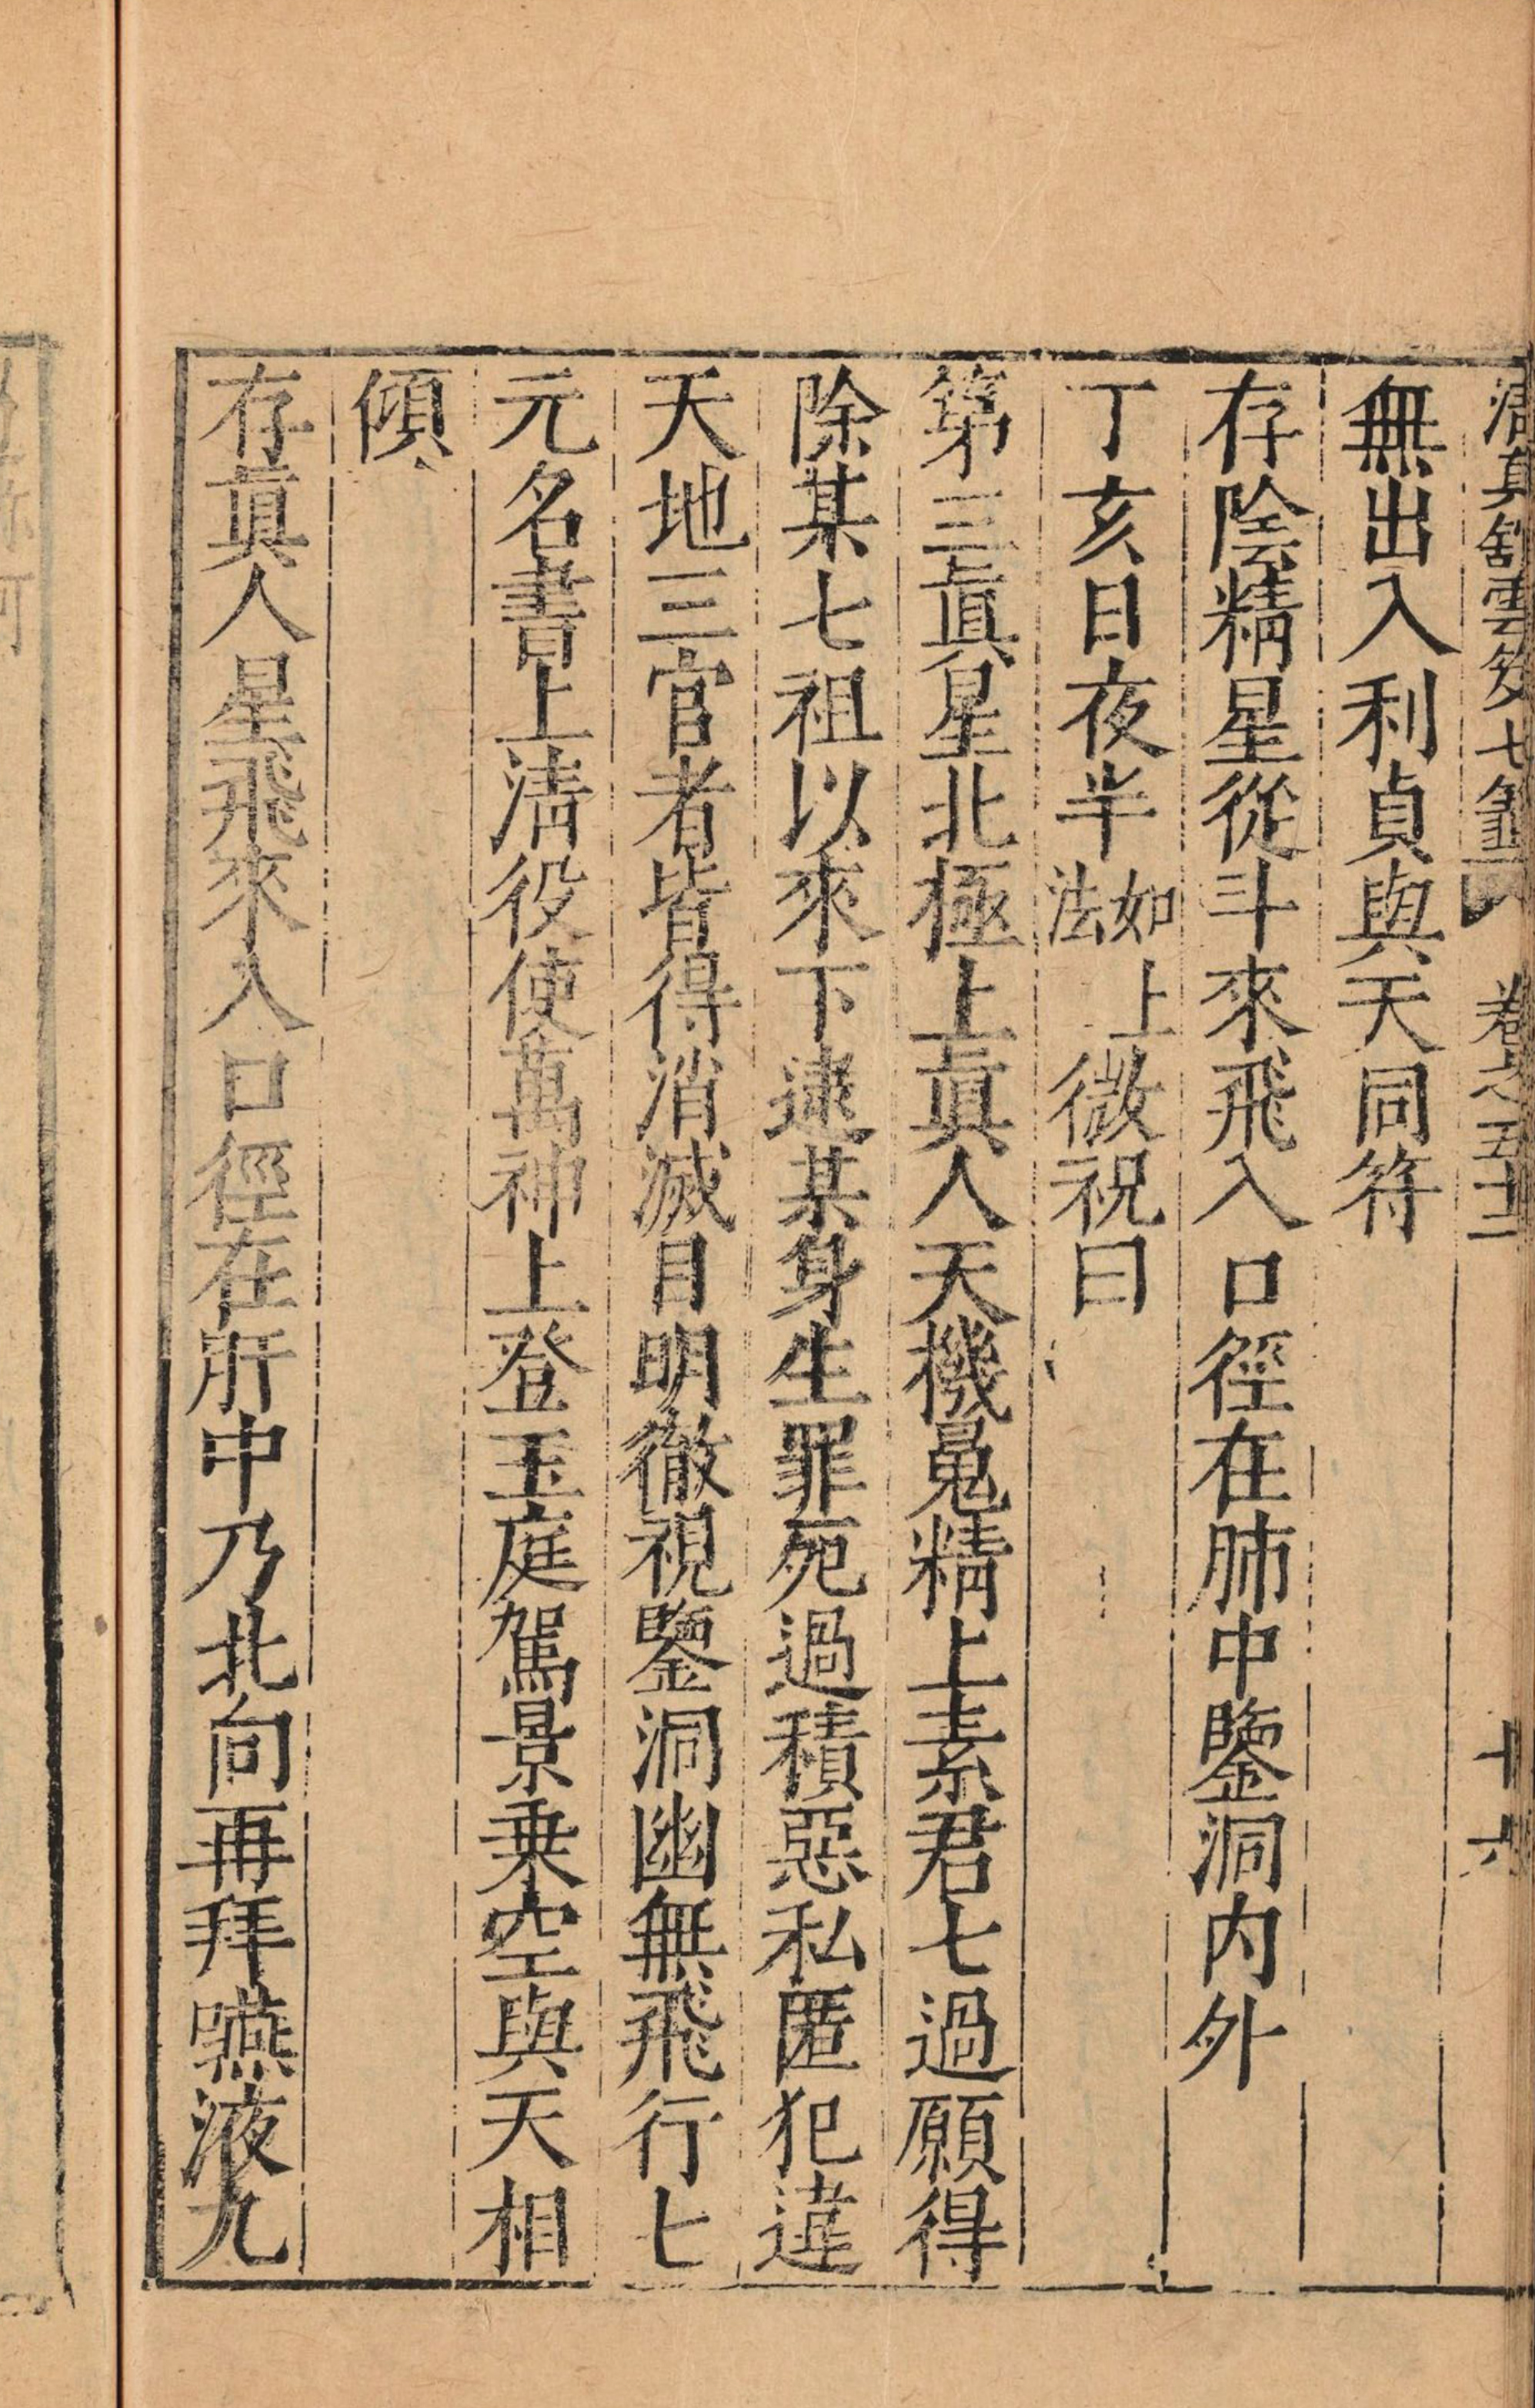 清真舘雲笈七籖 卷之五十二 十六
無出入利貞與天同符
存陰精星從斗來飛入口徑在肺中鑒洞内外
丁亥日夜半如上法微祝曰
第三眞星北極上眞人天機䰟精上素君七過願得
除某七祖以來下逮某身生罪死過積惡私匿犯違
天地三官者皆得消滅目明徹視鑒洞幽無飛行七
元名書上淸役使萬神上登玉庭駕景乗空與天相
傾
存眞人星飛來入口徑在肝中乃北向再拜嚥液九